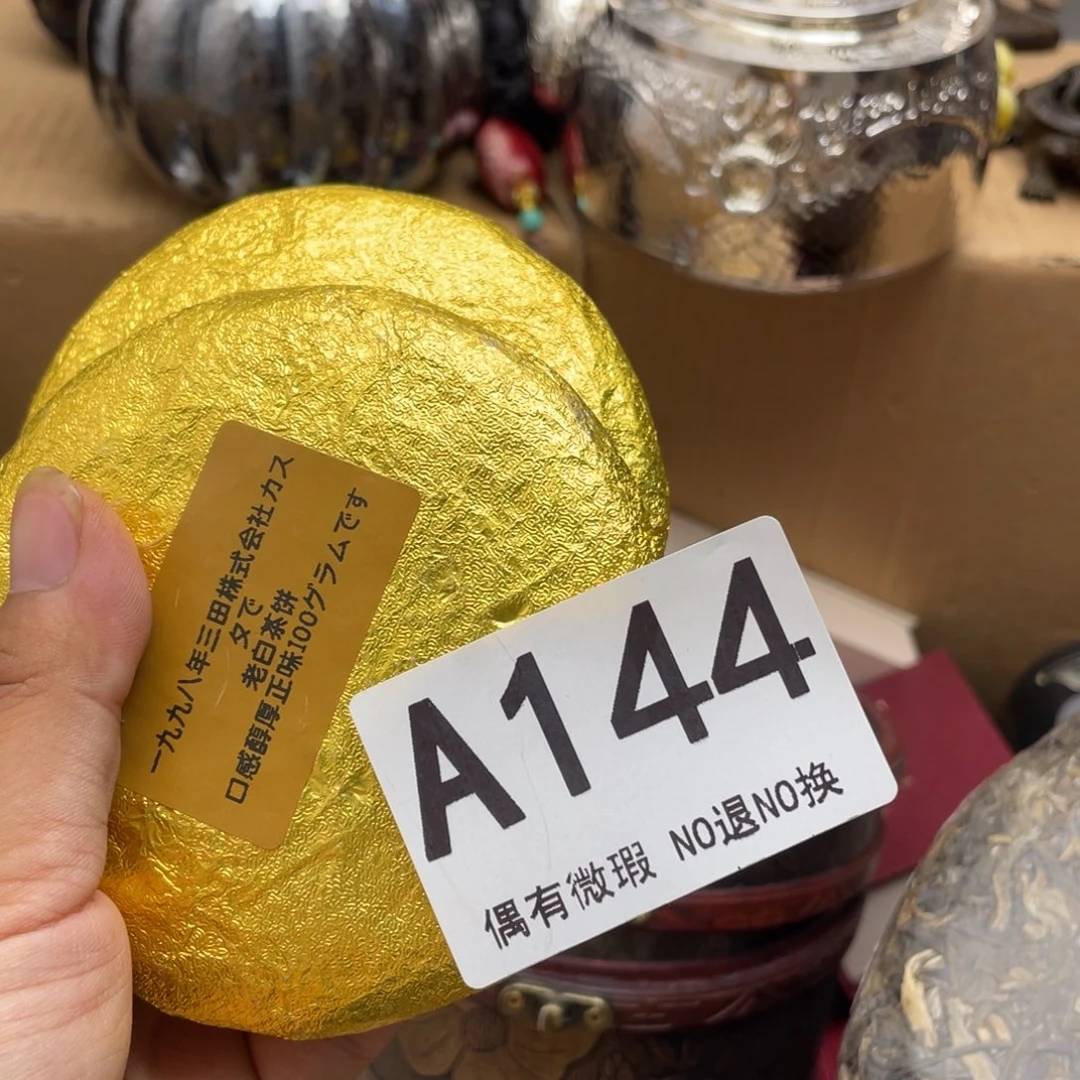 一九九八年三田株式会社カス
タで
老白茶饼
口感醇厚正味100グラムです
A144
偶有微瑕 NO退NO换